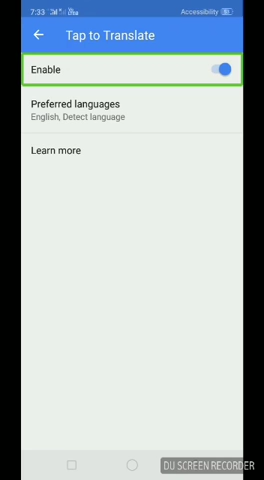 7:33
Accessibility
Tap to Translate
Enable
Preferred languages
English, Detect language
Learn more
DU SCREEN RECORDER